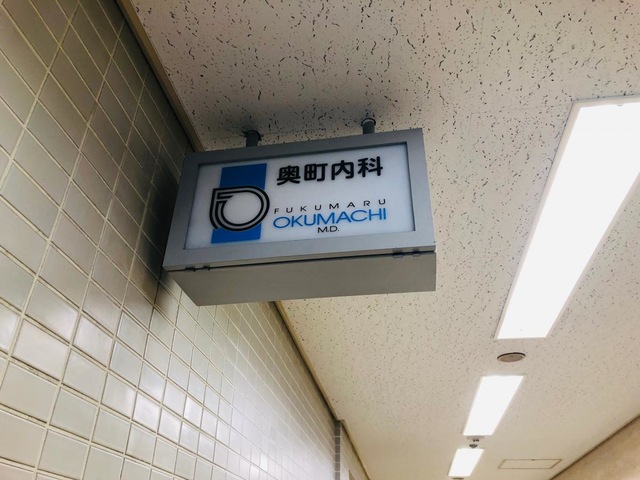 奥町内科
FUKUMARU
OKUMACHI
M.D.